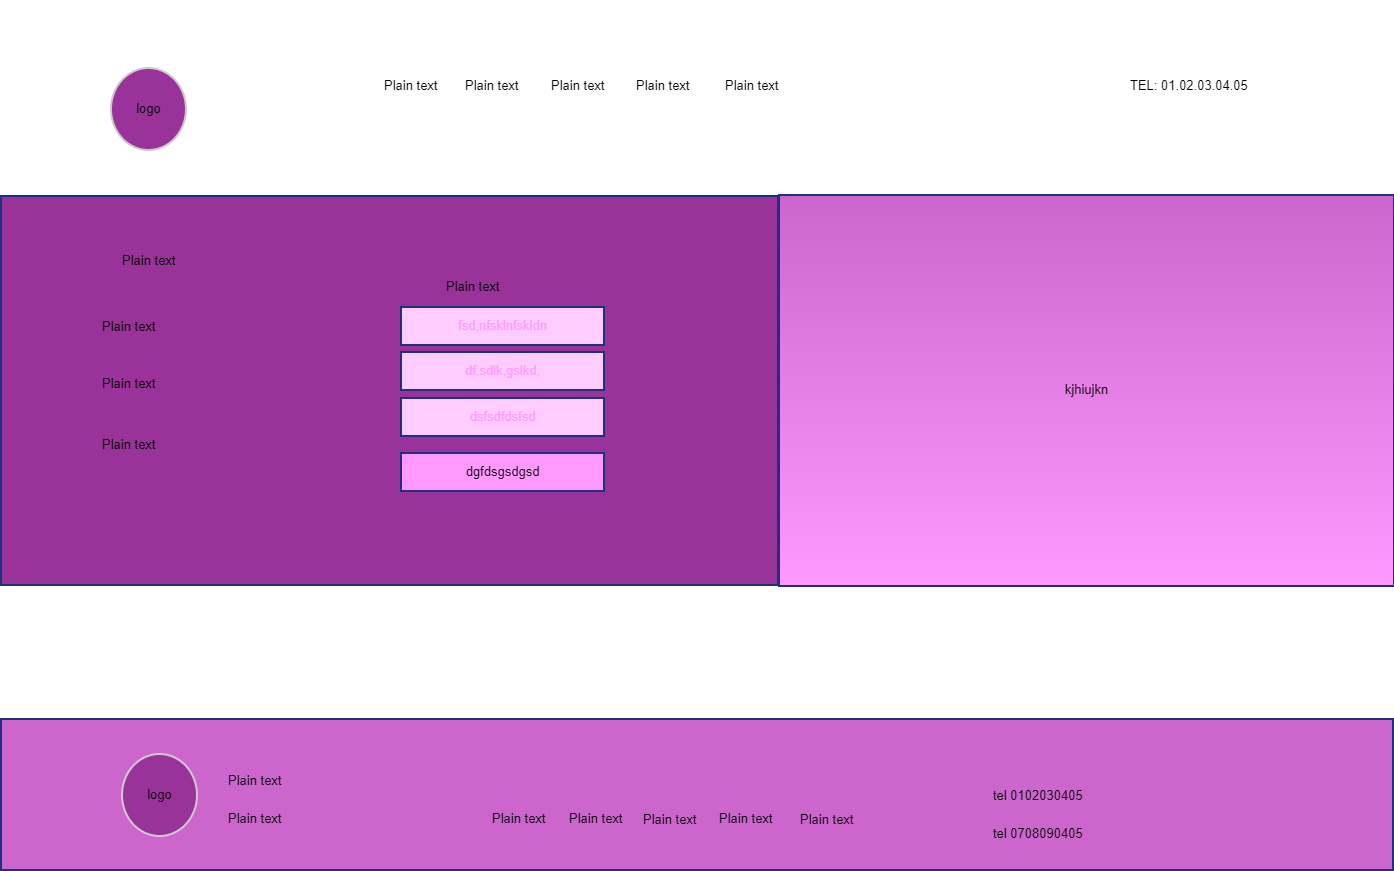 logo
Plain text Plain text Plain text Plain text Plain text
TEL: 01.02.03.04.05
Plain text
Plain text
Plain text
Plain text
Plain text
fsd,nfsklnfskldn
df,sdlk,gslkd,
dsfsdfdsfsd
dgfdsgsdgsd
kjhiujkn
logo
Plain text
Plain text
Plain text Plain text Plain text Plain text Plain text
tel 0102030405
tel 0708090405